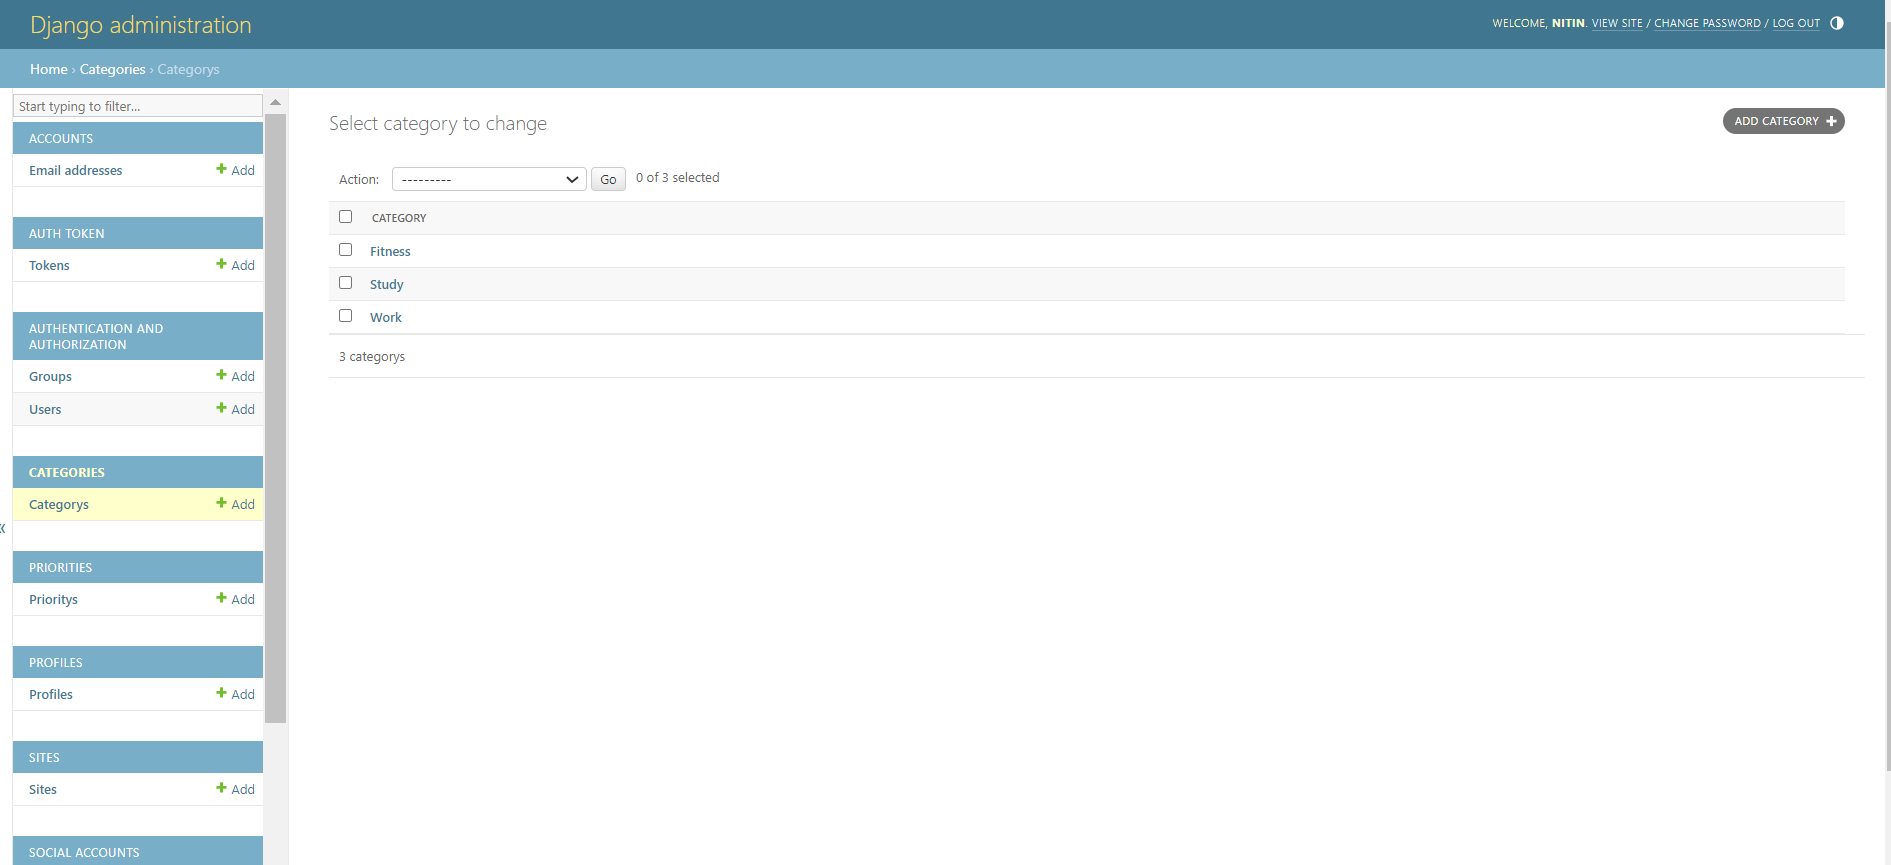 Django administration
WELCOME, NITIN. VIEW SITE / CHANGE PASSWORD / LOG OUT
Home › Categories › Categorys
Start typing to filter...
ACCOUNTS
Email addresses + Add
AUTH TOKEN
Tokens + Add
AUTHENTICATION AND
AUTHORIZATION
Groups + Add
Users + Add
CATEGORIES
Categorys + Add
«
PRIORITIES
Prioritys + Add
PROFILES
Profiles + Add
SITES
Sites + Add
SOCIAL ACCOUNTS
Select category to change
ADD CATEGORY +
Action: --------- Go 0 of 3 selected
CATEGORY
Fitness
Study
Work
3 categorys